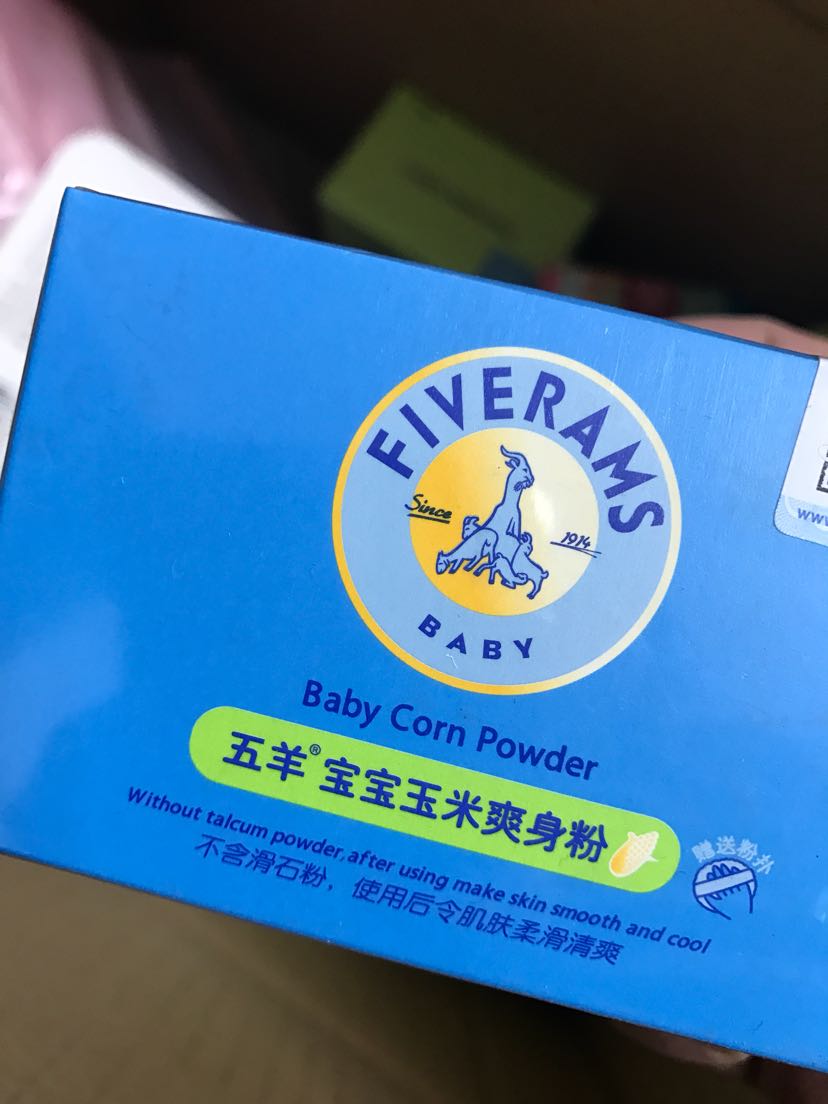 FIVERAMS
Since 1914
BABY
Baby Corn Powder
五羊® 宝宝玉米爽身粉
Without talcum powder,after using make skin smooth and cool
不含滑石粉，使用后令肌肤柔滑清爽
赠送粉扑
www